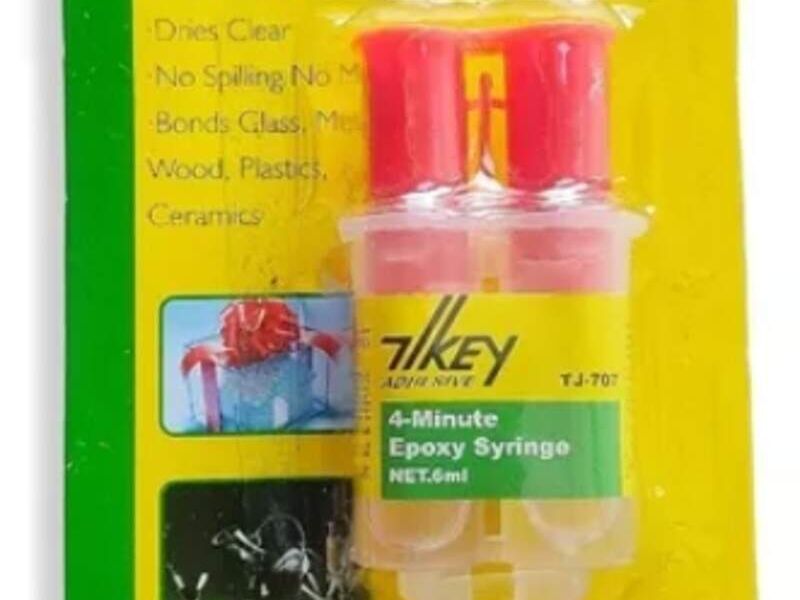 ·Dries Clear
·No Spilling No M
·Bonds Glass, Me
Wood, Plastics,
Ceramics
KEY
ADHESIVE
TJ-707
4-Minute
Epoxy Syringe
NET.6ml